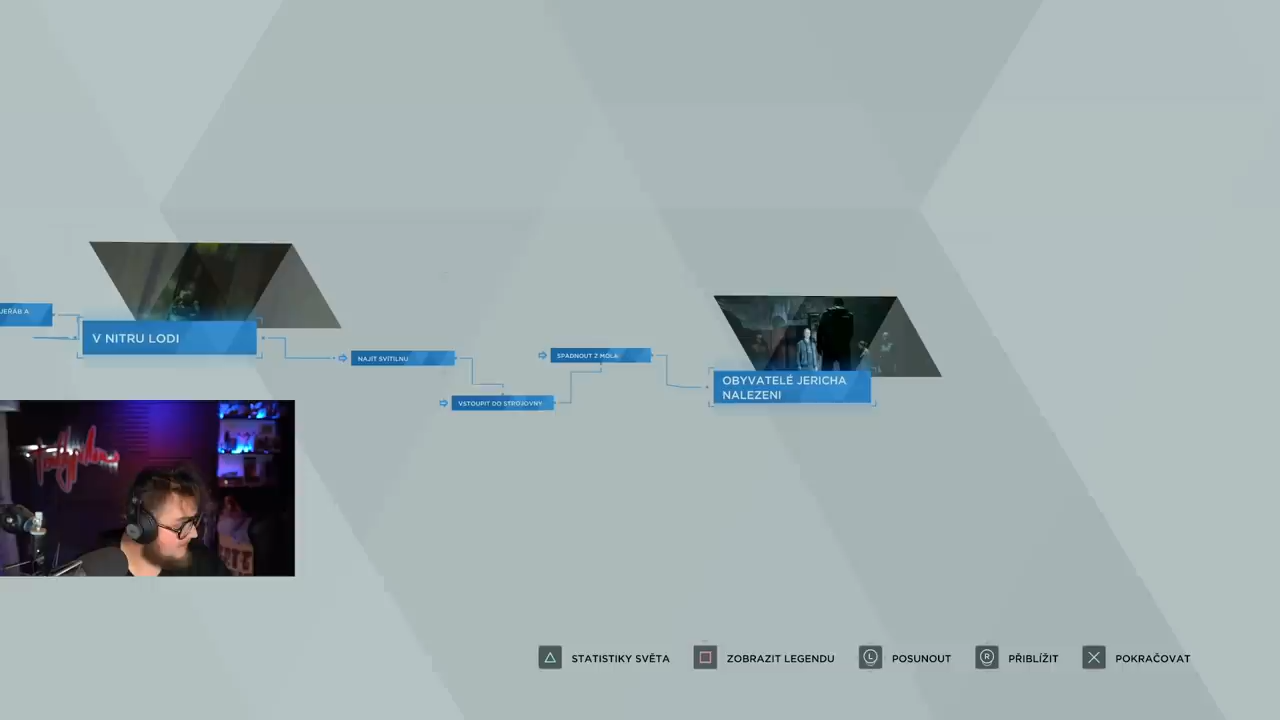 JEŘÁB A
V NITRU LODI
NAJÍT SVÍTILNU
VSTOUPIT DO STROJOVNY
SPADNOUT Z MOLA
OBYVATELÉ JERICHA
NALEZENI
STATISTIKY SVĚTA
ZOBRAZIT LEGENDU
L
POSUNOUT
R
PŘIBLÍŽIT
POKRAČOVAT